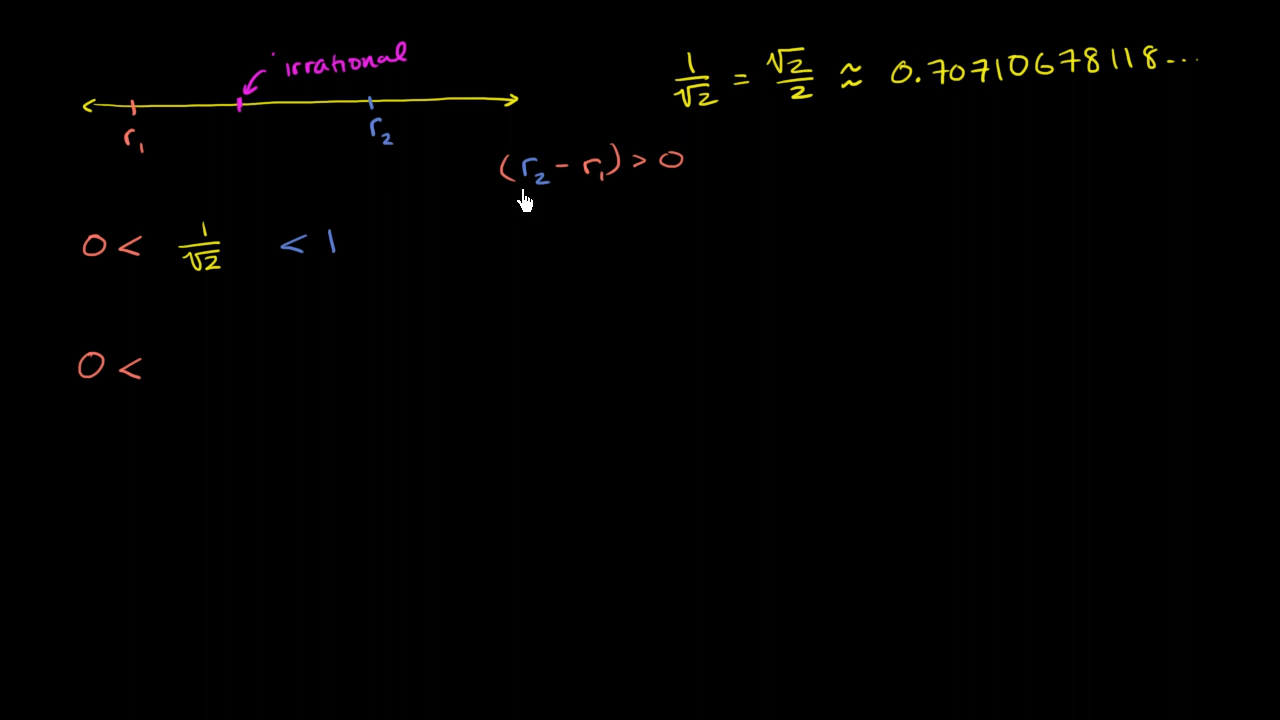 irrational
r₁ r₂
1/√2 = √2/2 ≈ 0.70710678118...
(r₂ - r₁) > 0
0 < 1/√2 < 1
0 <